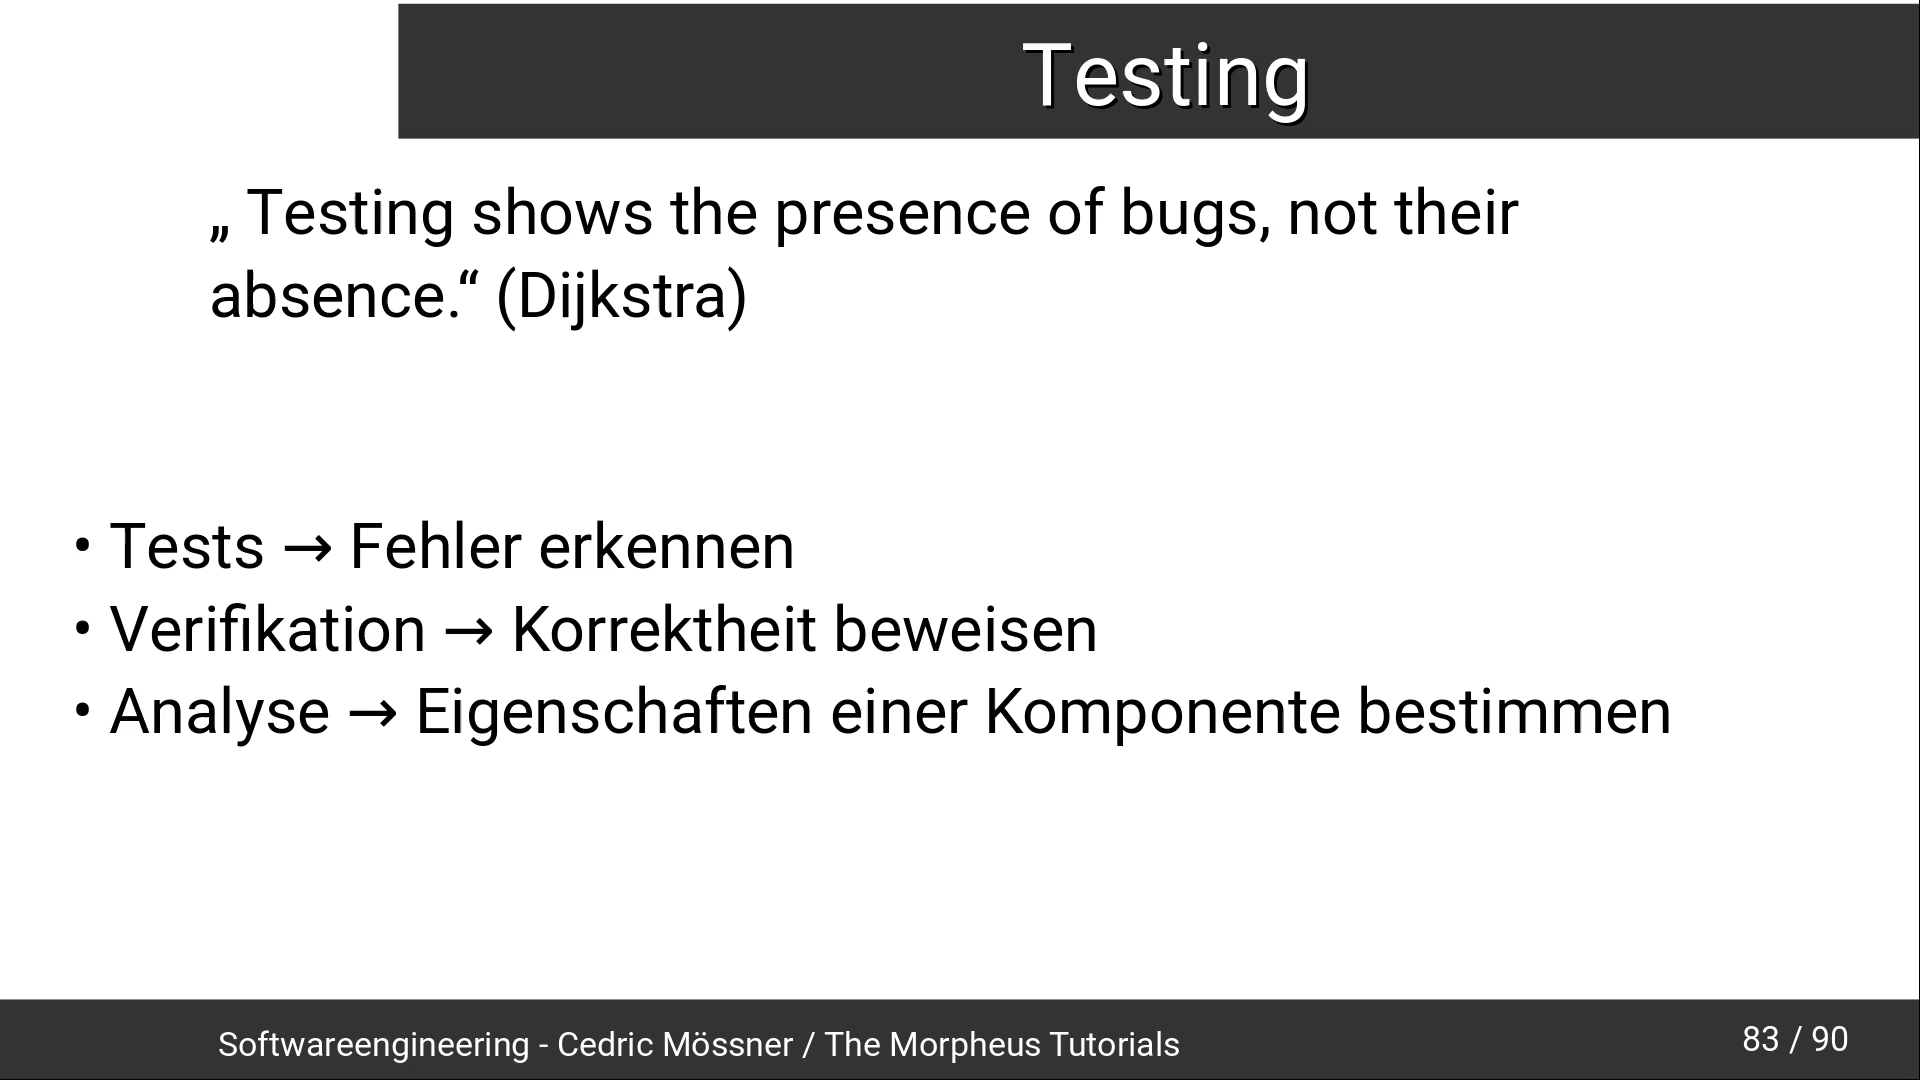 Testing
„ Testing shows the presence of bugs, not their
absence.“ (Dijkstra)
• Tests → Fehler erkennen
• Verifikation → Korrektheit beweisen
• Analyse → Eigenschaften einer Komponente bestimmen
Softwareengineering - Cedric Mössner / The Morpheus Tutorials
83 / 90